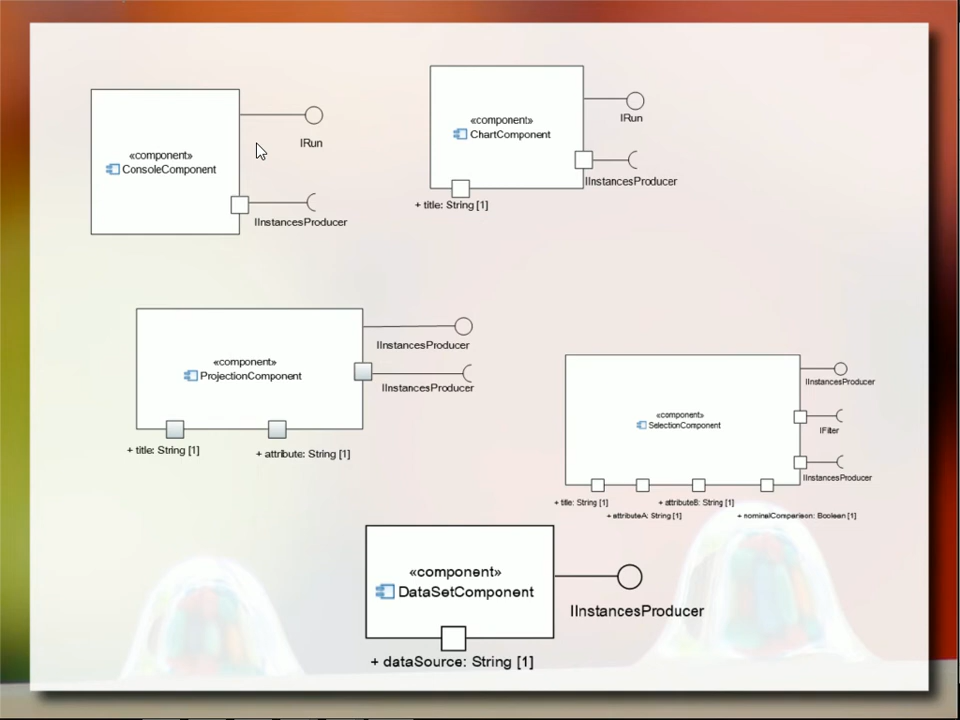 «component»
ConsoleComponent
IRun
IInstancesProducer
«component»
ChartComponent
IRun
IInstancesProducer
+ title: String [1]
«component»
ProjectionComponent
IInstancesProducer
IInstancesProducer
+ title: String [1]
+ attribute: String [1]
«component»
SelectionComponent
IInstancesProducer
IFilter
IInstancesProducer
+ title: String [1]
+ attributeB: String [1]
+ attributeA: String [1]
+ nominalComparison: Boolean [1]
«component»
DataSetComponent
IInstancesProducer
+ dataSource: String [1]